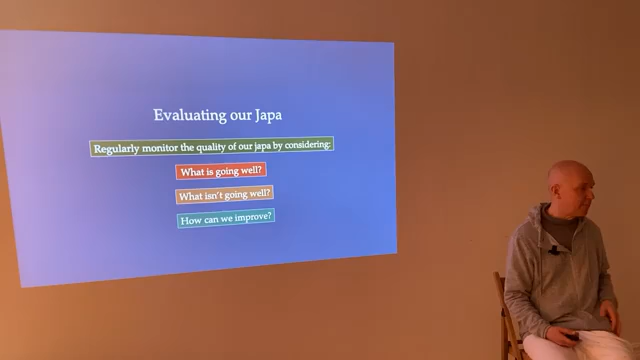 Evaluating our Japa
Regularly monitor the quality of our japa by considering:
What is going well?
What isn't going well?
How can we improve?